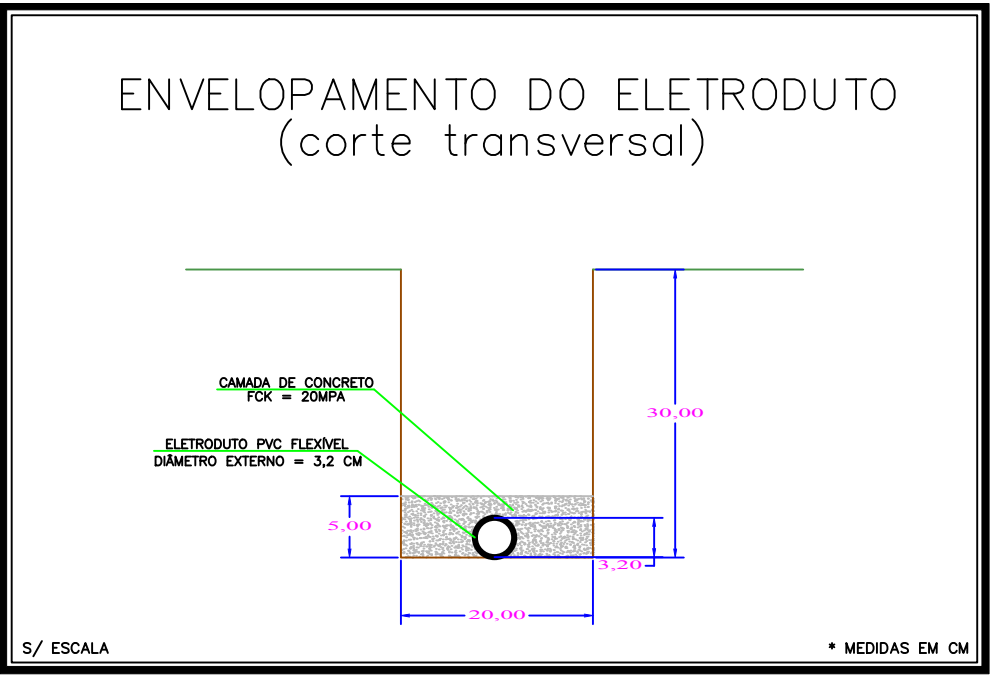 ENVELOPAMENTO DO ELETRODUTO
(corte transversal)
CAMADA DE CONCRETO
FCK = 20MPA
30,00
ELETRODUTO PVC FLEXÍVEL
DIÂMETRO EXTERNO = 3,2 CM
5,00
3,20
20,00
S/ ESCALA
* MEDIDAS EM CM